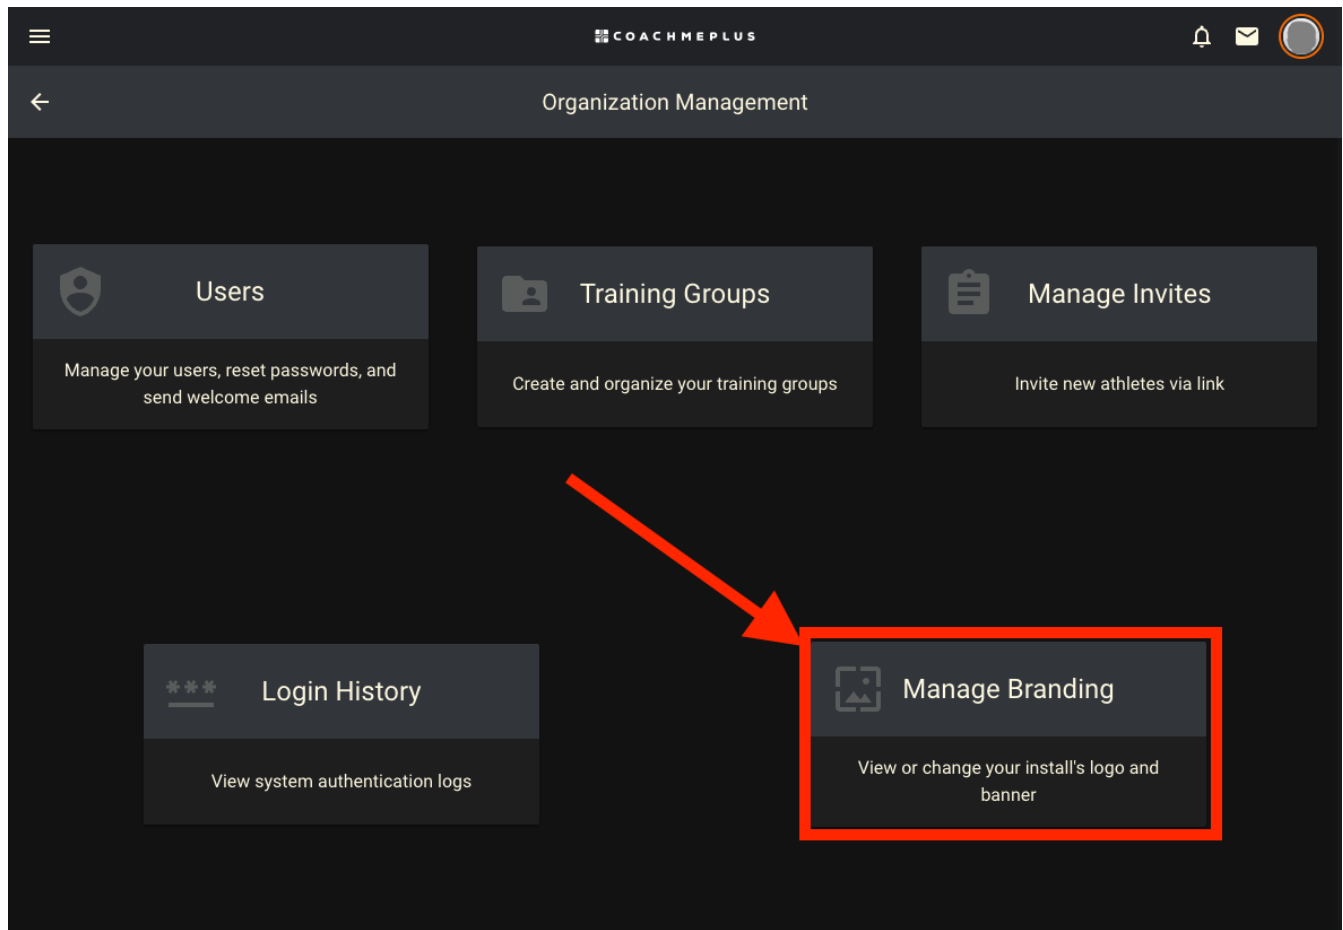 COACHMEPLUS
Organization Management
Users
Manage your users, reset passwords, and
send welcome emails
Training Groups
Create and organize your training groups
Manage Invites
Invite new athletes via link
Login History
View system authentication logs
Manage Branding
View or change your install's logo and
banner